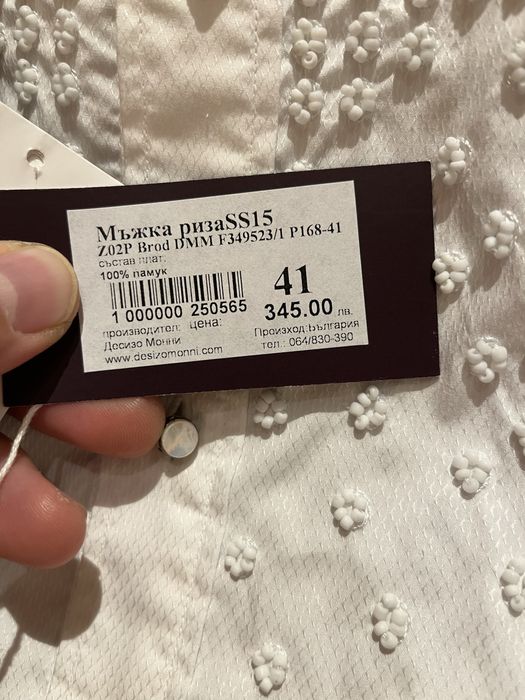 Мъжка ризаSS15
Z02P Brod DMM F349523/1 P168-41
състав плат:
100% памук
41
1 000000 250565
345.00 лв.
производител: цена:
Десизо Монни
Произход:България
www.desizomonni.com
тел.: 064/830-390